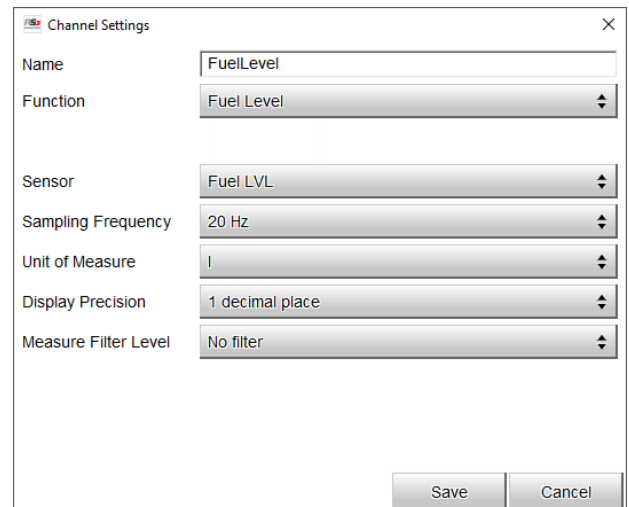 RS3 Channel Settings
Name FuelLevel
Function Fuel Level
Sensor Fuel LVL
Sampling Frequency 20 Hz
Unit of Measure l
Display Precision 1 decimal place
Measure Filter Level No filter
Save Cancel